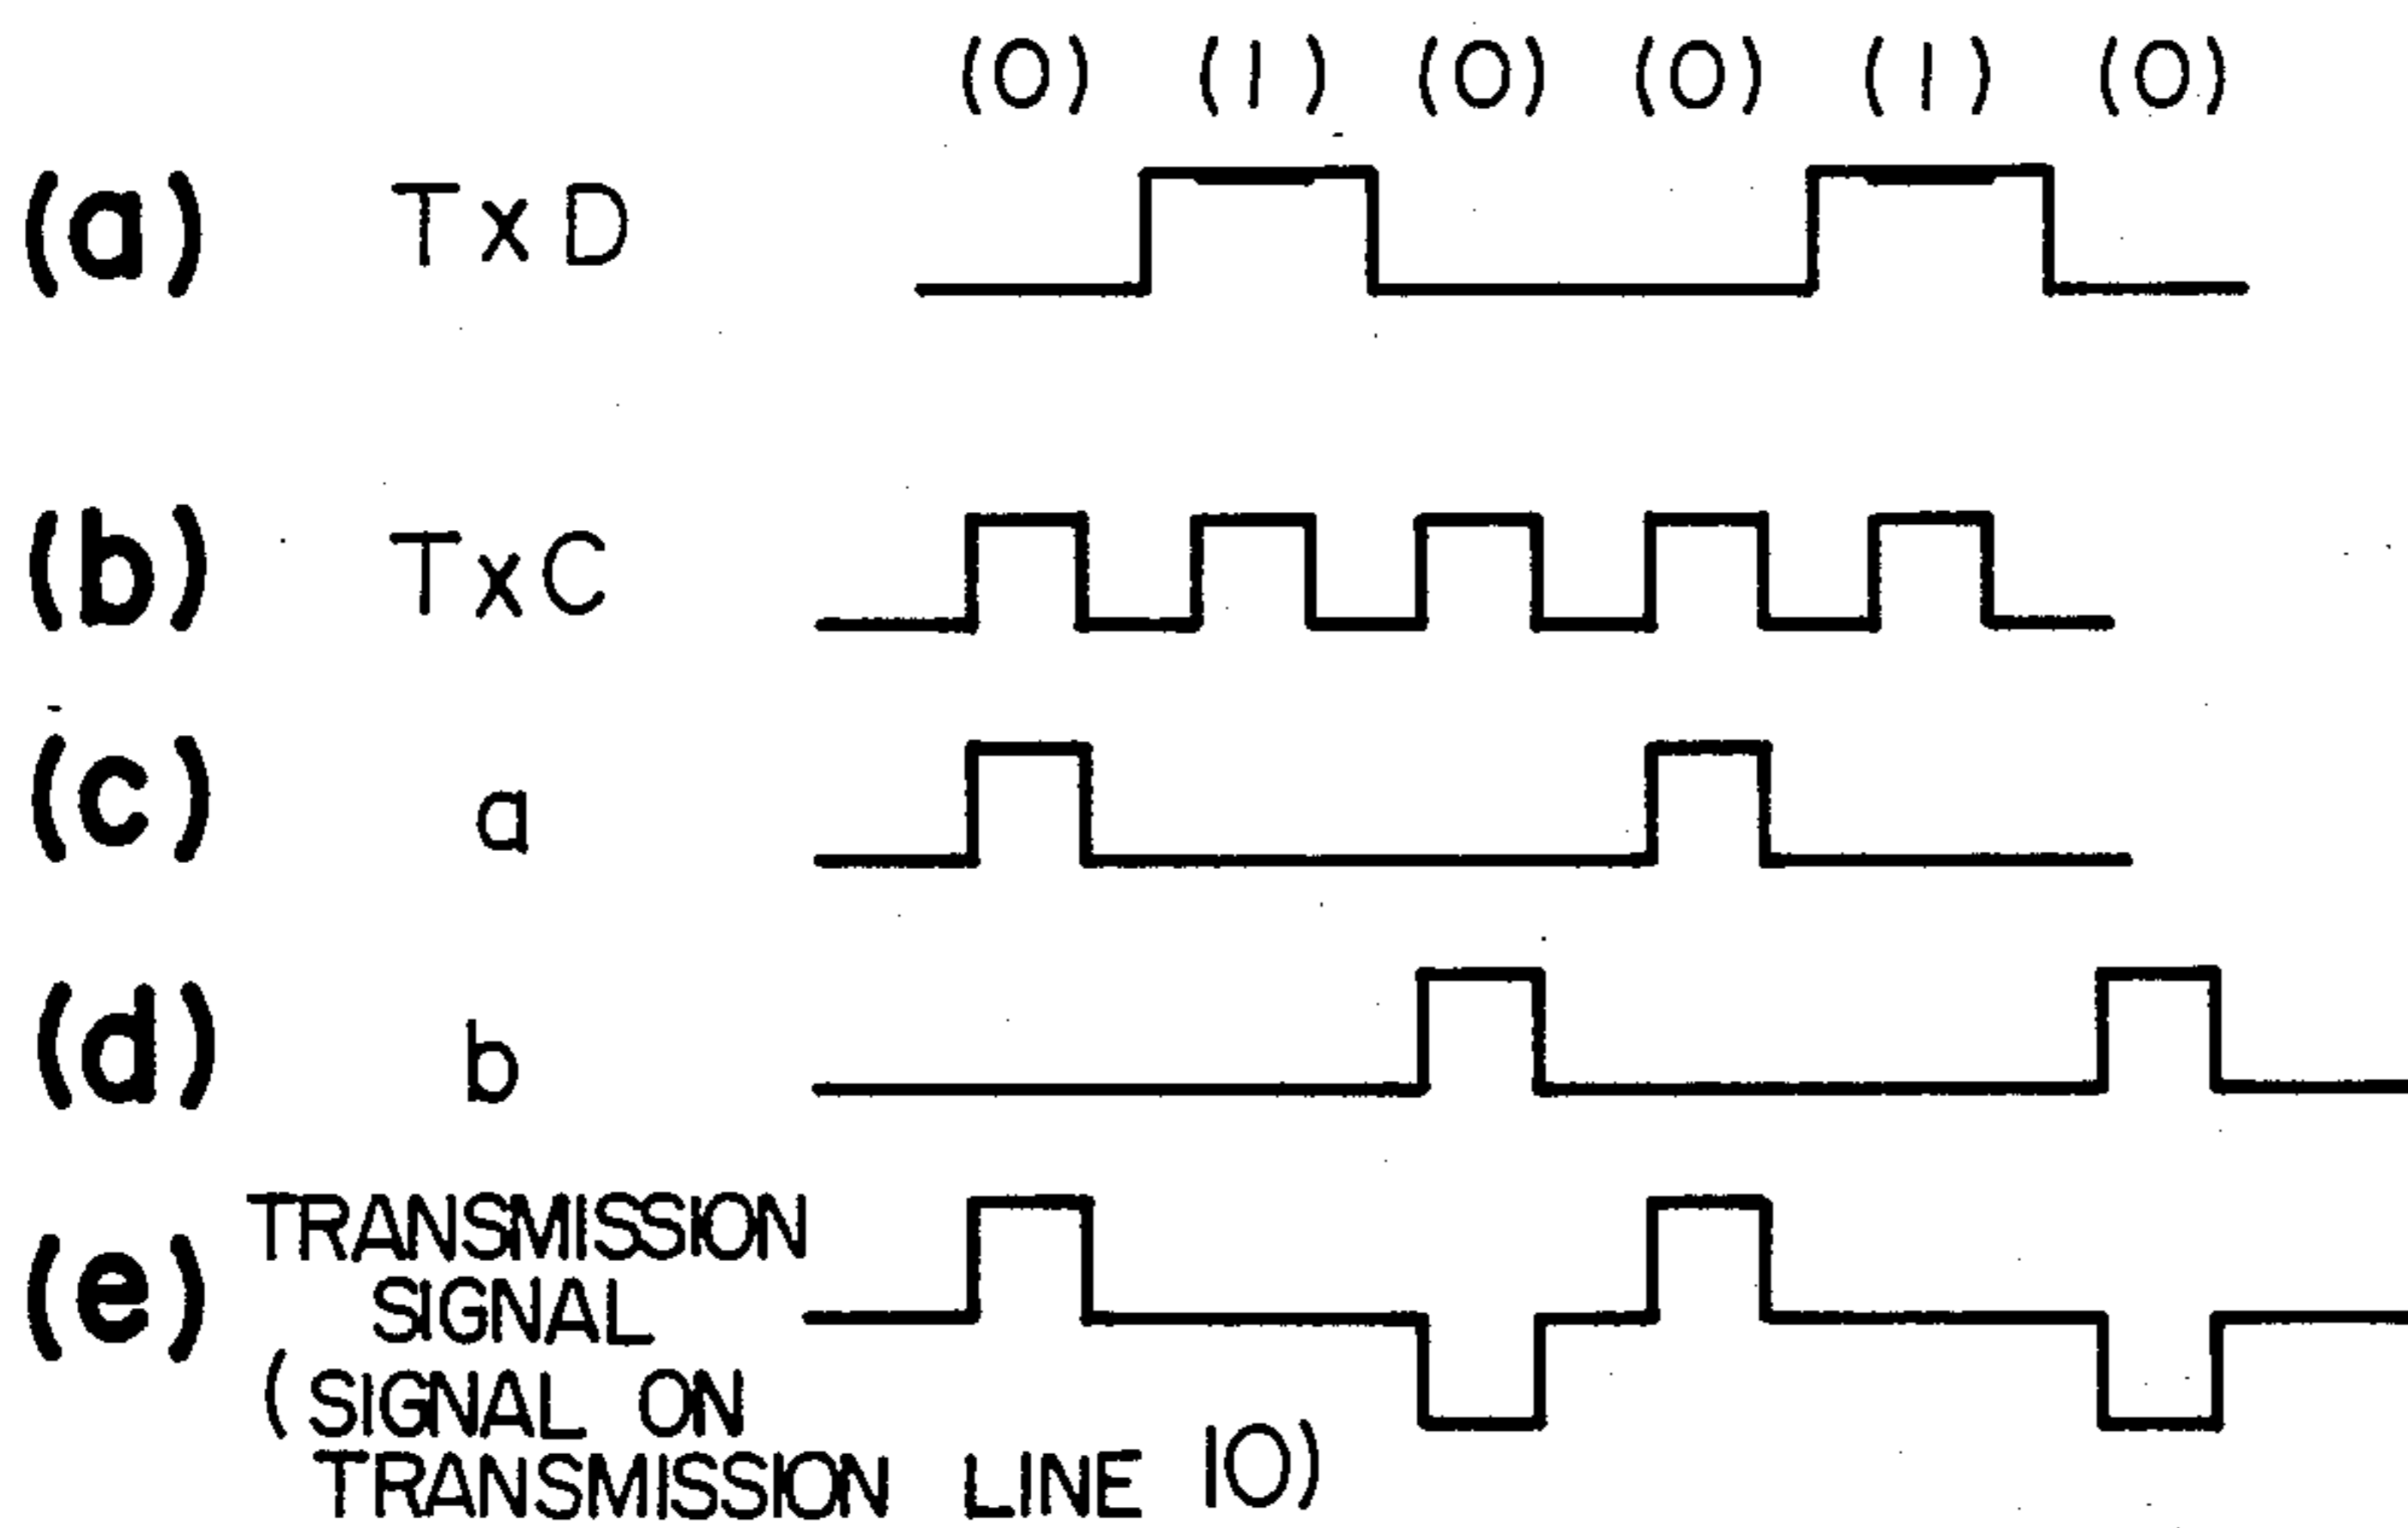 (0) (1) (0) (0) (1) (0)
(a) TxD
(b) TxC
(c) a
(d) b
(e) TRANSMISSION
SIGNAL
(SIGNAL ON
TRANSMISSION LINE 10)